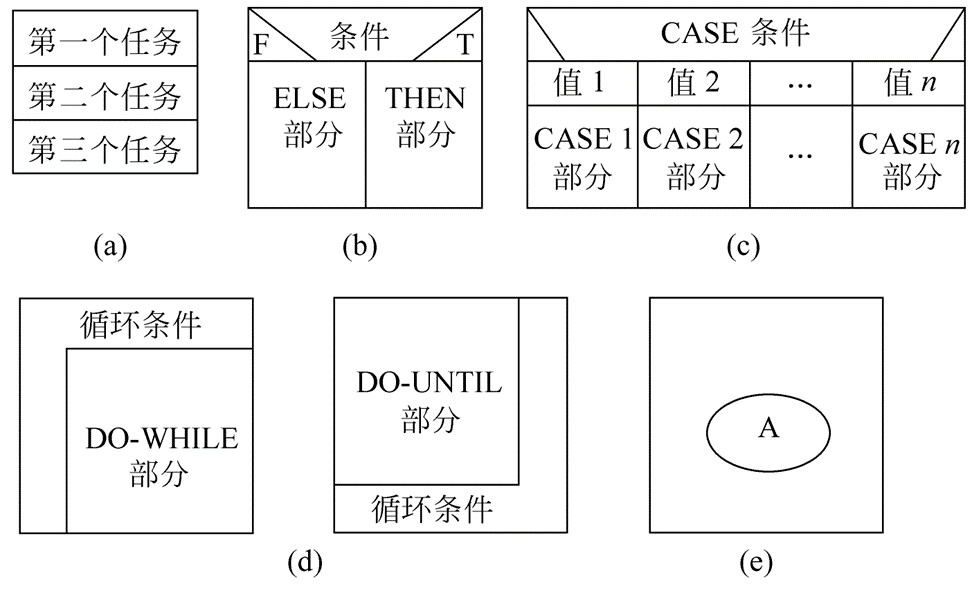 第一个任务
第二个任务
第三个任务
(a)
F 条件 T
ELSE
部分
THEN
部分
(b)
CASE 条件
值 1 值 2 ... 值 n
CASE 1
部分
CASE 2
部分
...
CASE n
部分
(c)
循环条件
DO-WHILE
部分
DO-UNTIL
部分
循环条件
(d)
A
(e)